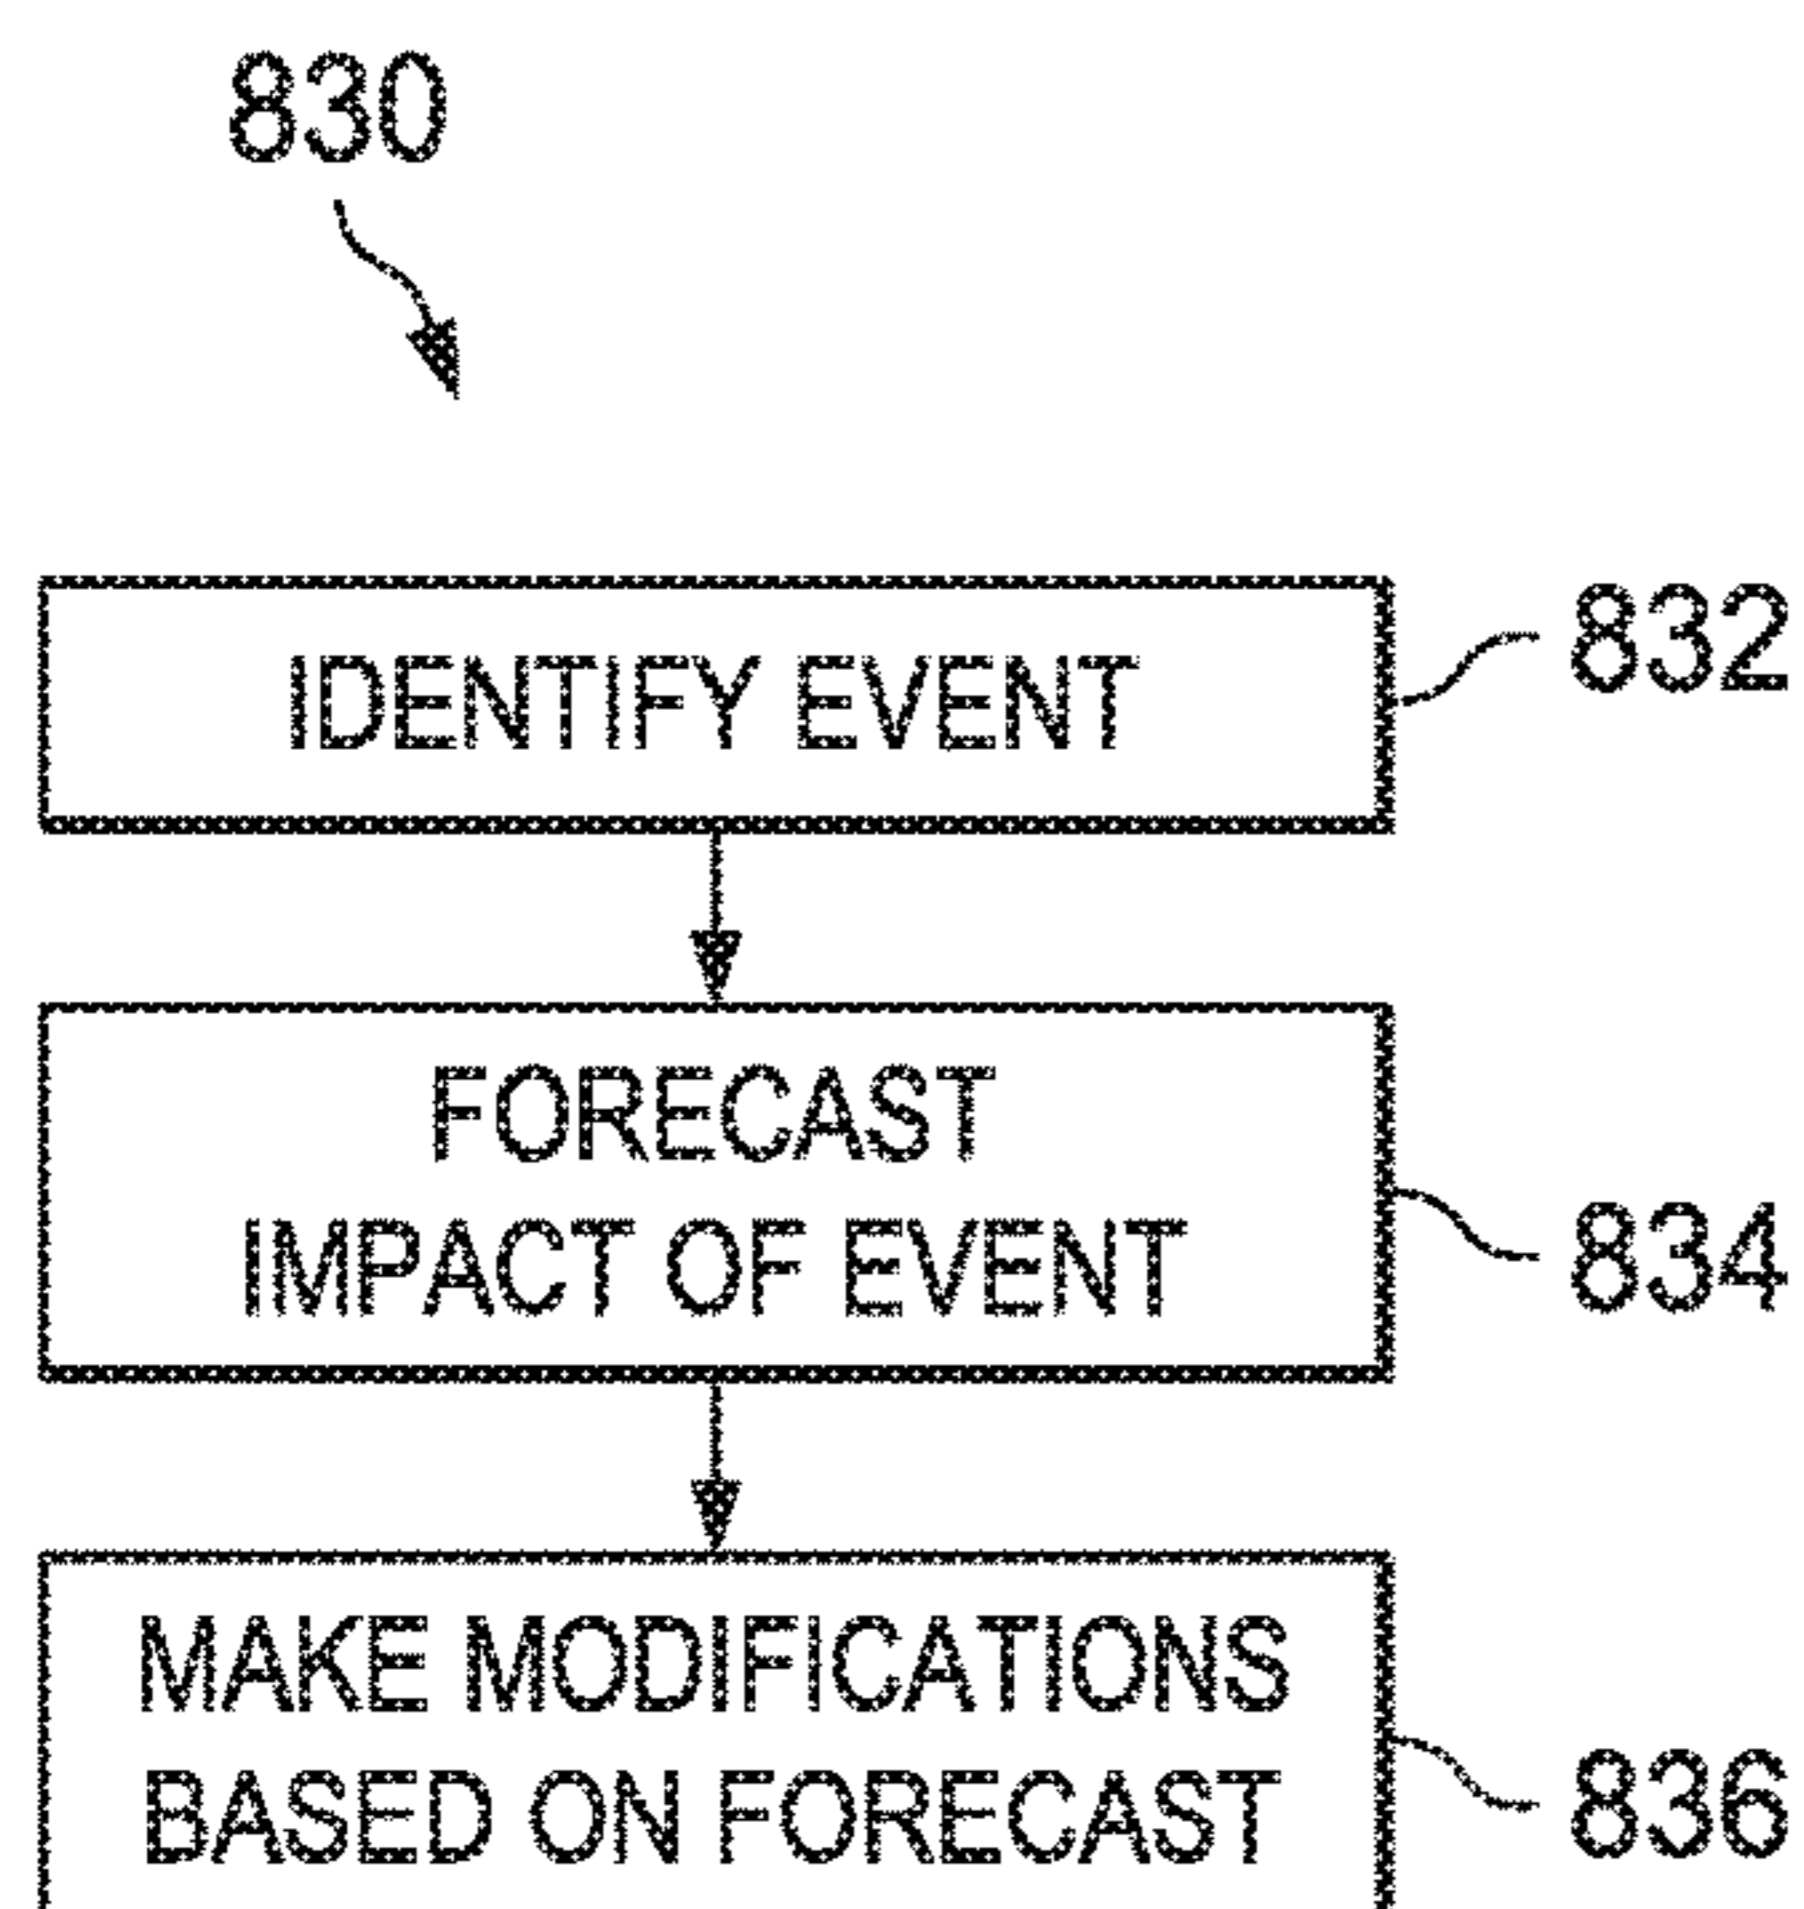 830
IDENTIFY EVENT
832
FORECAST
IMPACT OF EVENT
834
MAKE MODIFICATIONS
BASED ON FORECAST
836